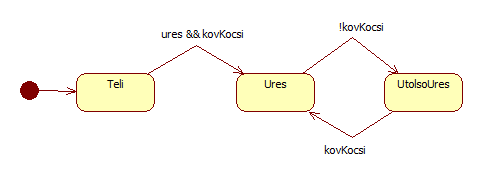 ures && kovKocsi
!kovKocsi
Teli
Ures
UtolsoUres
kovKocsi